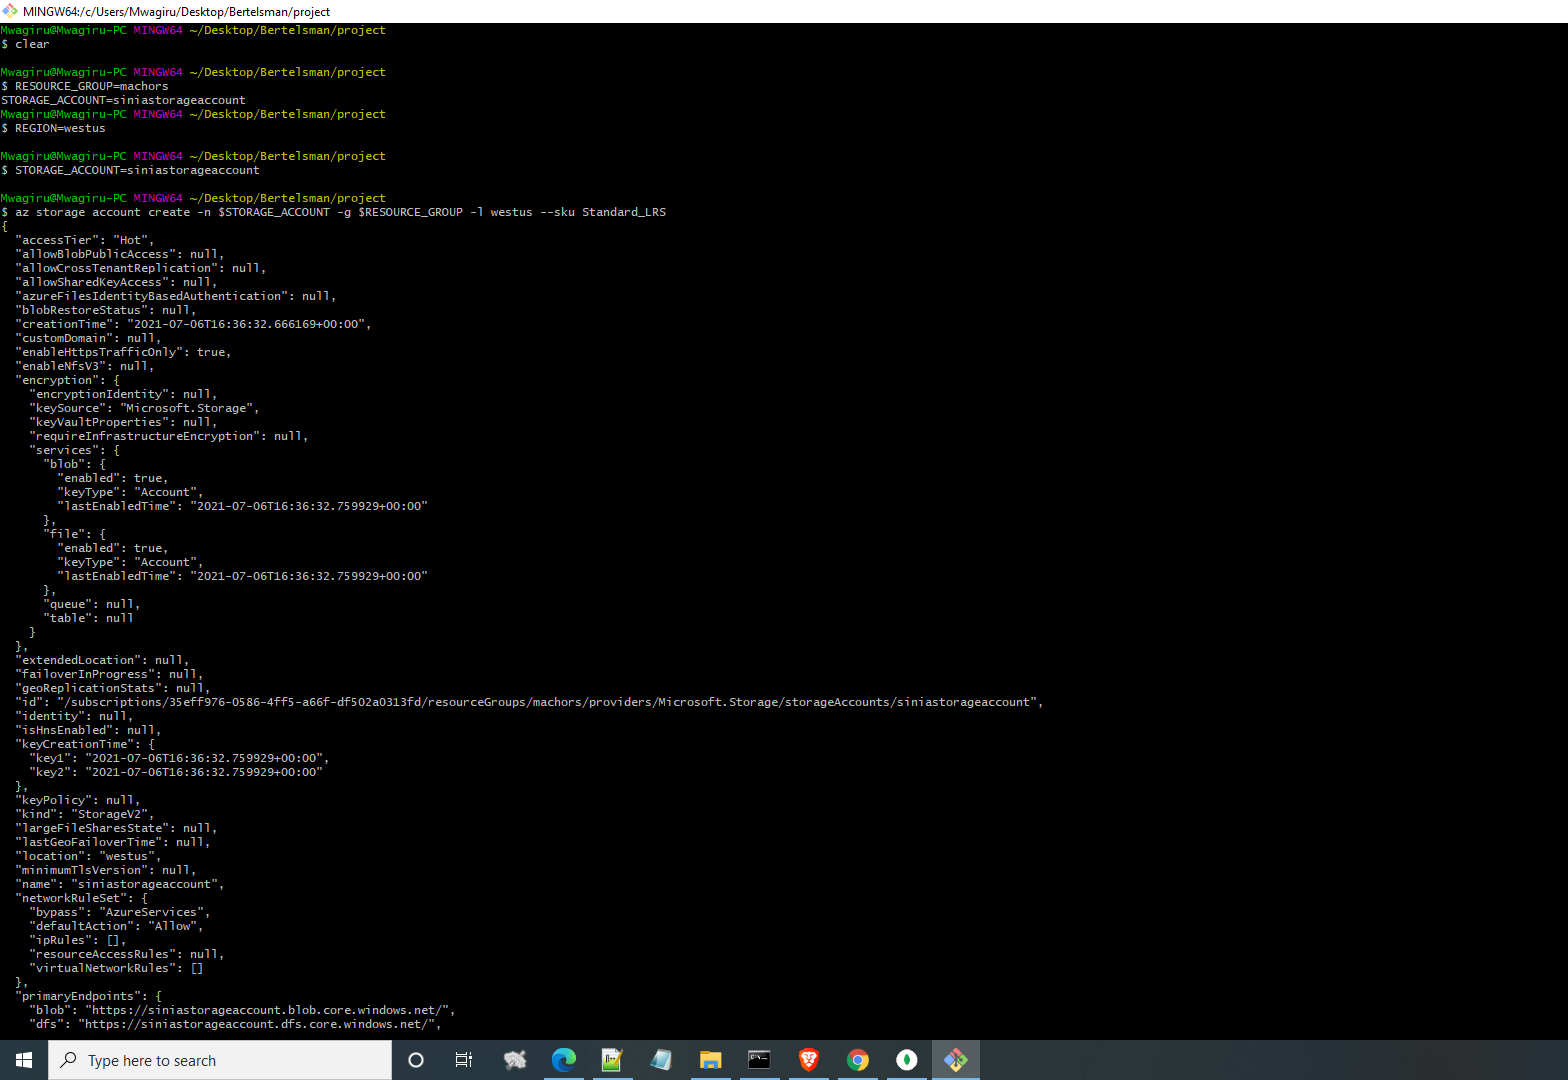 MINGW64:/c/Users/Mwagiru/Desktop/Bertelsman/project
Mwagiru@Mwagiru-PC MINGW64 ~/Desktop/Bertelsman/project
$ clear
Mwagiru@Mwagiru-PC MINGW64 ~/Desktop/Bertelsman/project
$ RESOURCE_GROUP=machors
STORAGE_ACCOUNT=siniastorageaccount
Mwagiru@Mwagiru-PC MINGW64 ~/Desktop/Bertelsman/project
$ REGION=westus
Mwagiru@Mwagiru-PC MINGW64 ~/Desktop/Bertelsman/project
$ STORAGE_ACCOUNT=siniastorageaccount
Mwagiru@Mwagiru-PC MINGW64 ~/Desktop/Bertelsman/project
$ az storage account create -n $STORAGE_ACCOUNT -g $RESOURCE_GROUP -l westus --sku Standard_LRS
{
  "accessTier": "Hot",
  "allowBlobPublicAccess": null,
  "allowCrossTenantReplication": null,
  "allowSharedKeyAccess": null,
  "azureFilesIdentityBasedAuthentication": null,
  "blobRestoreStatus": null,
  "creationTime": "2021-07-06T16:36:32.666169+00:00",
  "customDomain": null,
  "enableHttpsTrafficOnly": true,
  "enableNfsV3": null,
  "encryption": {
    "encryptionIdentity": null,
    "keySource": "Microsoft.Storage",
    "keyVaultProperties": null,
    "requireInfrastructureEncryption": null,
    "services": {
      "blob": {
        "enabled": true,
        "keyType": "Account",
        "lastEnabledTime": "2021-07-06T16:36:32.759929+00:00"
      },
      "file": {
        "enabled": true,
        "keyType": "Account",
        "lastEnabledTime": "2021-07-06T16:36:32.759929+00:00"
      },
      "queue": null,
      "table": null
    }
  },
  "extendedLocation": null,
  "failoverInProgress": null,
  "geoReplicationStats": null,
  "id": "/subscriptions/35eff976-0586-4ff5-a66f-df502a0313fd/resourceGroups/machors/providers/Microsoft.Storage/storageAccounts/siniastorageaccount",
  "identity": null,
  "isHnsEnabled": null,
  "keyCreationTime": {
    "key1": "2021-07-06T16:36:32.759929+00:00",
    "key2": "2021-07-06T16:36:32.759929+00:00"
  },
  "keyPolicy": null,
  "kind": "StorageV2",
  "largeFileSharesState": null,
  "lastGeoFailoverTime": null,
  "location": "westus",
  "minimumTlsVersion": null,
  "name": "siniastorageaccount",
  "networkRuleSet": {
    "bypass": "AzureServices",
    "defaultAction": "Allow",
    "ipRules": [],
    "resourceAccessRules": null,
    "virtualNetworkRules": []
  },
  "primaryEndpoints": {
    "blob": "https://siniastorageaccount.blob.core.windows.net/",
    "dfs": "https://siniastorageaccount.dfs.core.windows.net/",
Type here to search